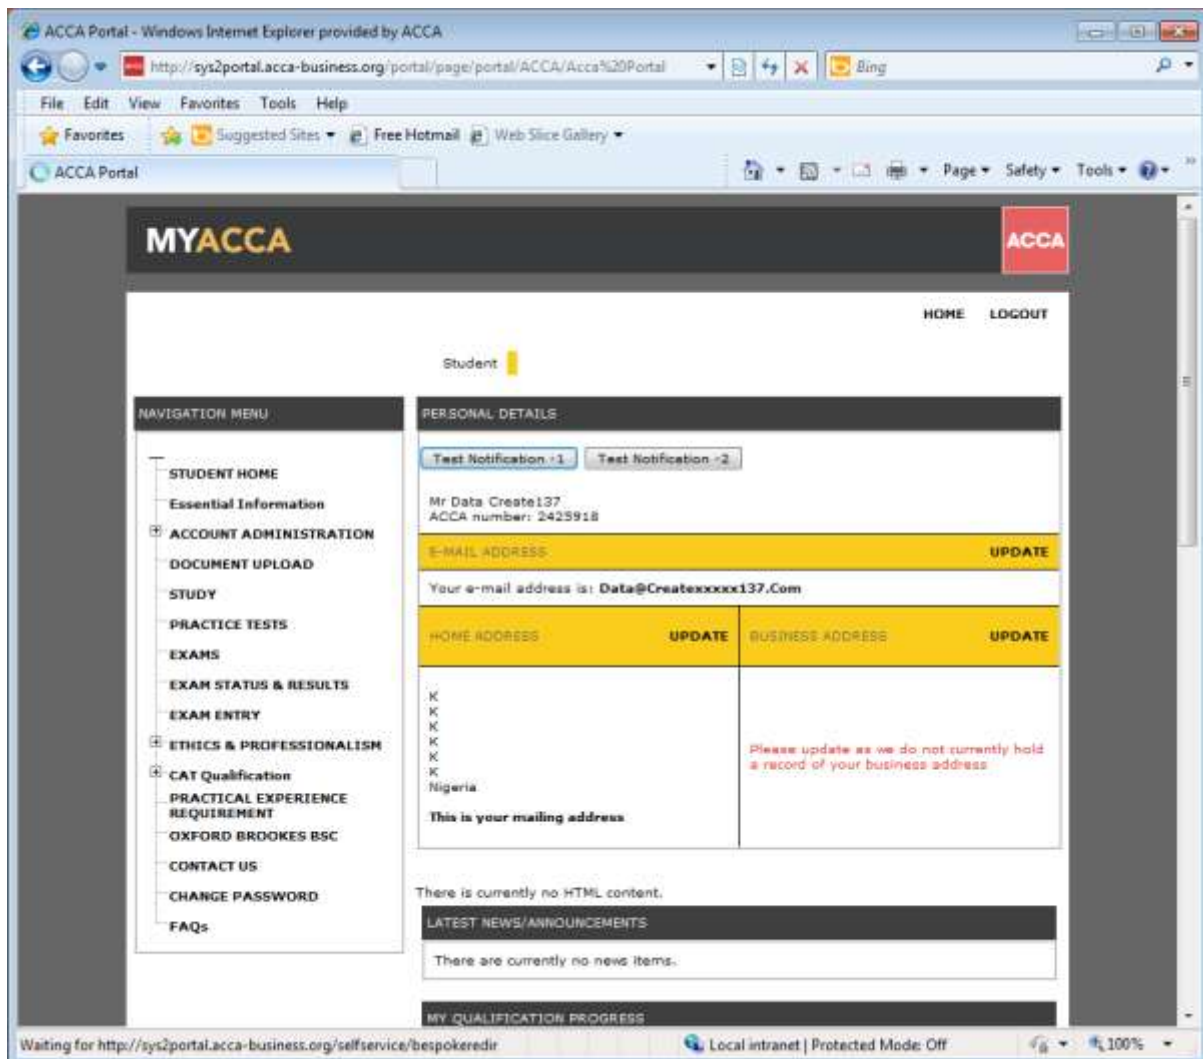 ACCA Portal - Windows Internet Explorer provided by ACCA
http://sys2portal.acca-business.org/portal/page/portal/ACCA/Acca%20Portal
Bing
File Edit View Favorites Tools Help
Favorites Suggested Sites Free Hotmail Web Slice Gallery
ACCA Portal
Page Safety Tools
MYACCA
ACCA
HOME LOGOUT
Student
NAVIGATION MENU
STUDENT HOME
Essential Information
ACCOUNT ADMINISTRATION
DOCUMENT UPLOAD
STUDY
PRACTICE TESTS
EXAMS
EXAM STATUS & RESULTS
EXAM ENTRY
ETHICS & PROFESSIONALISM
CAT Qualification
PRACTICAL EXPERIENCE
REQUIREMENT
OXFORD BROOKES BSC
CONTACT US
CHANGE PASSWORD
FAQs
PERSONAL DETAILS
Test Notification -1 Test Notification -2
Mr Data Create137
ACCA number: 2425918
E-MAIL ADDRESS UPDATE
Your e-mail address is: Data@Createxxxxx137.Com
HOME ADDRESS UPDATE
BUSINESS ADDRESS UPDATE
K
K
K
K
K
K
Nigeria
This is your mailing address
Please update as we do not currently hold
a record of your business address
There is currently no HTML content.
LATEST NEWS/ANNOUNCEMENTS
There are currently no news items.
MY QUALIFICATION PROGRESS
Waiting for http://sys2portal.acca-business.org/selfservice/bespokeredir
Local intranet | Protected Mode: Off
100%